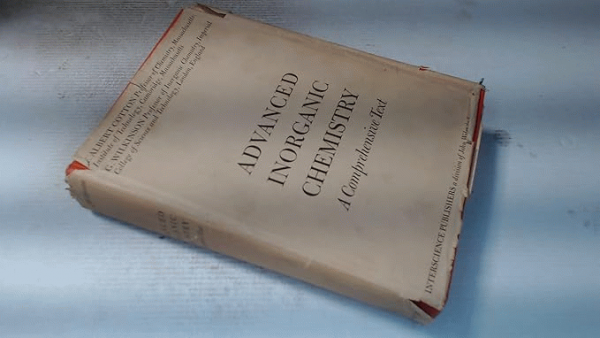 ALBERT COTTON Professor of Chemistry, Massachusetts
Institute of Technology, Cambridge, Massachusetts
G. WILKINSON Professor of Inorganic Chemistry, Imperial
College of Science and Technology, London, England
ADVANCED
INORGANIC
CHEMISTRY
A Comprehensive Text
INTERSCIENCE PUBLISHERS a division of John